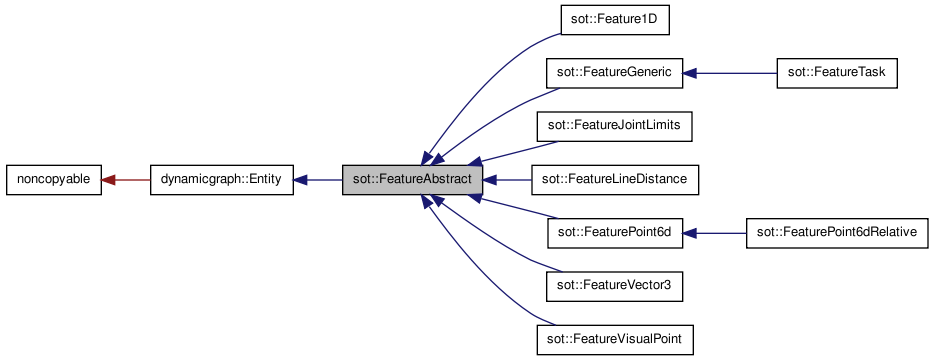 sot::Feature1D
sot::FeatureGeneric
sot::FeatureTask
sot::FeatureJointLimits
noncopyable
dynamicgraph::Entity
sot::FeatureAbstract
sot::FeatureLineDistance
sot::FeaturePoint6d
sot::FeaturePoint6dRelative
sot::FeatureVector3
sot::FeatureVisualPoint